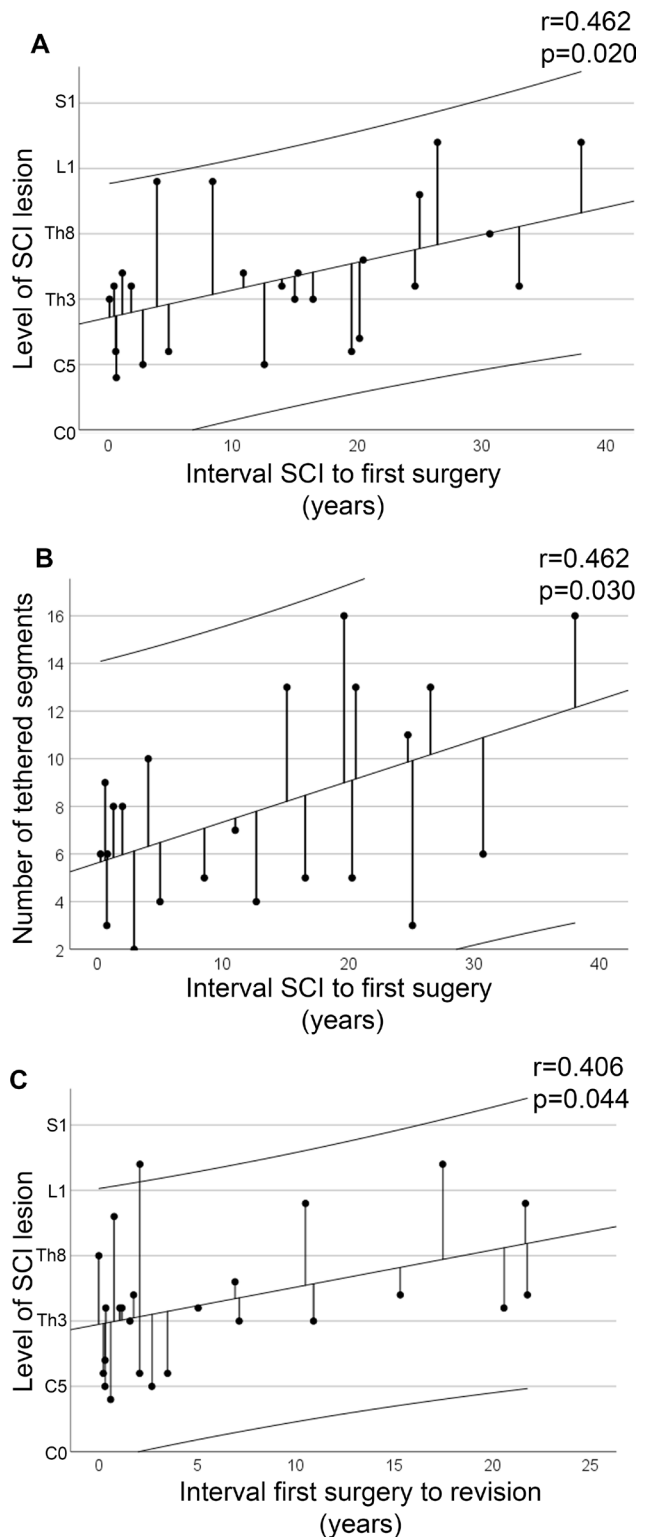 A
r=0.462
p=0.020
S1
L1
Th8
Th3
C5
C0
Level of SCI lesion
0 10 20 30 40
Interval SCI to first surgery
(years)
B
r=0.462
p=0.030
16
14
12
10
8
6
4
2
Number of tethered segments
0 10 20 30 40
Interval SCI to first sugery
(years)
C
r=0.406
p=0.044
S1
L1
Th8
Th3
C5
C0
Level of SCI lesion
0 5 10 15 20 25
Interval first surgery to revision
(years)